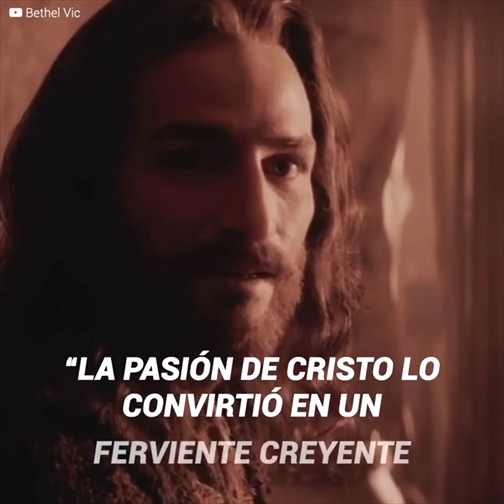 Bethel Vic
“LA PASIÓN DE CRISTO LO
CONVIRTIÓ EN UN
FERVIENTE CREYENTE